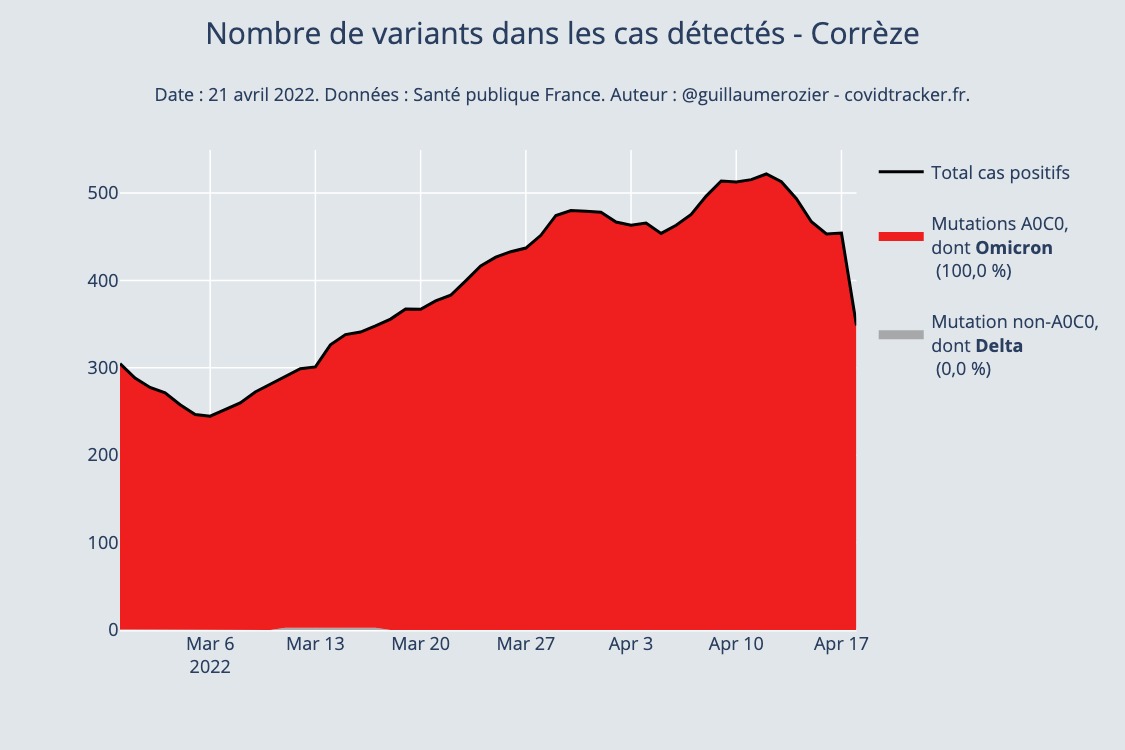 Nombre de variants dans les cas détectés - Corrèze
Date : 21 avril 2022. Données : Santé publique France. Auteur : @guillaumerozier - covidtracker.fr.
Total cas positifs
Mutations A0C0,
dont Omicron
(100,0 %)
Mutation non-A0C0,
dont Delta
(0,0 %)
500
400
300
200
100
0
Mar 6
2022
Mar 13
Mar 20
Mar 27
Apr 3
Apr 10
Apr 17